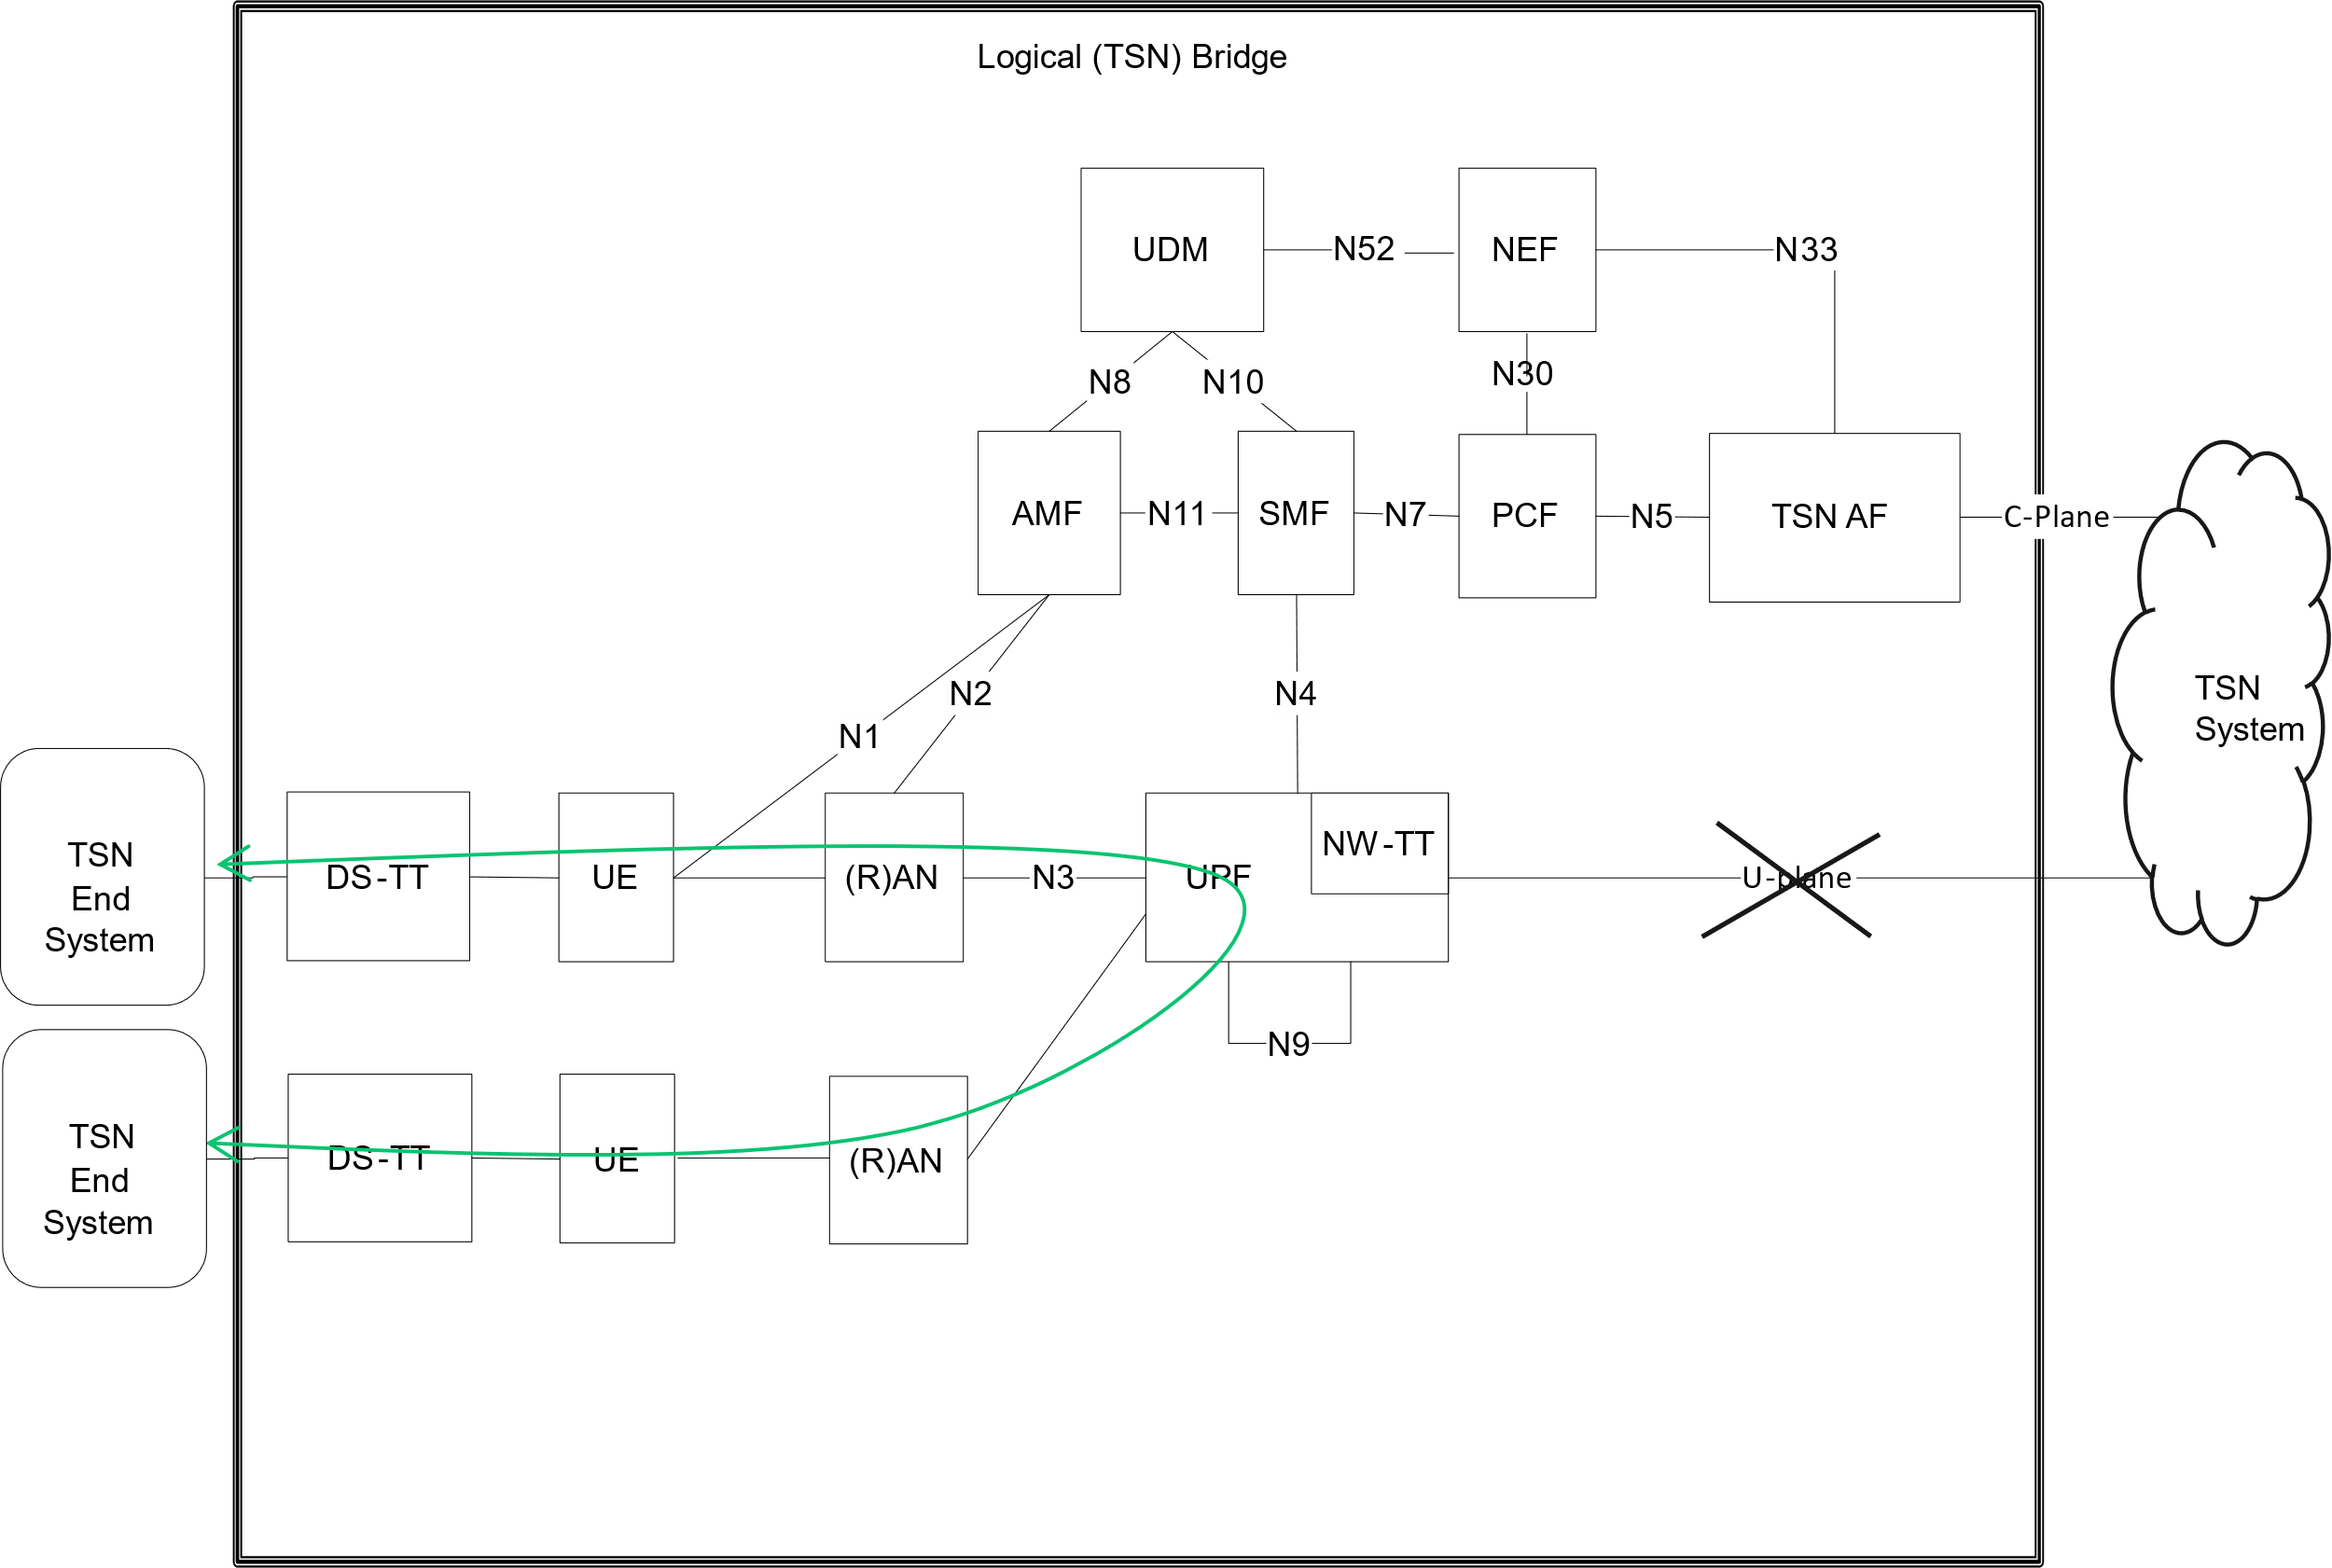 Logical (TSN) Bridge
UDM
N52
NEF
N33
N8
N10
N30
AMF
N11
SMF
N7
PCF
N5
TSN AF
C-Plane
N1
N2
N4
TSN
System
TSN
End
System
DS-TT
UE
(R)AN
N3
UPF
NW-TT
U-plane
N9
TSN
End
System
DS-TT
UE
(R)AN